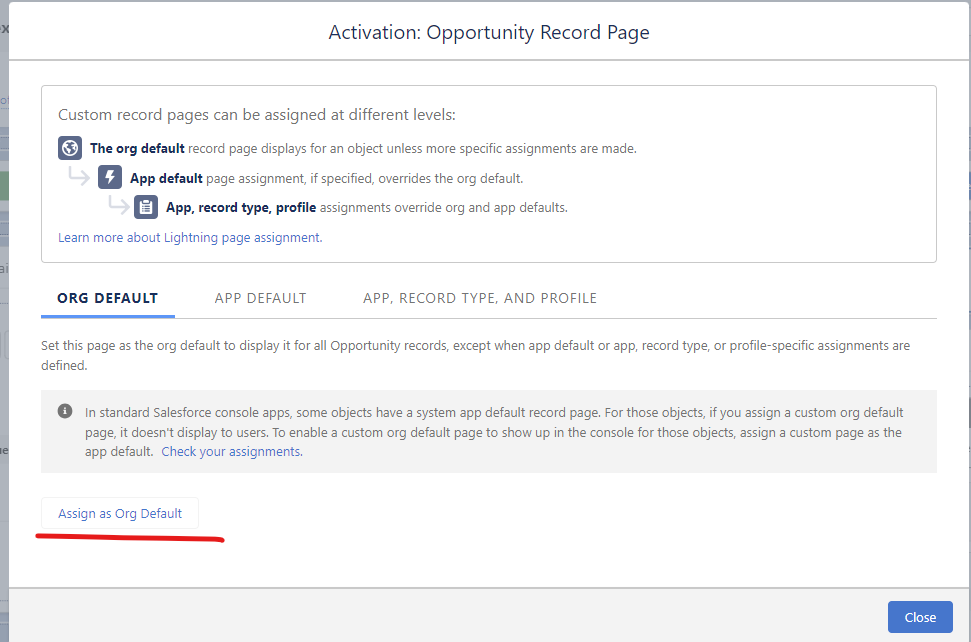 Activation: Opportunity Record Page
Custom record pages can be assigned at different levels:
The org default record page displays for an object unless more specific assignments are made.
App default page assignment, if specified, overrides the org default.
App, record type, profile assignments override org and app defaults.
Learn more about Lightning page assignment.
ORG DEFAULT
APP DEFAULT
APP, RECORD TYPE, AND PROFILE
Set this page as the org default to display it for all Opportunity records, except when app default or app, record type, or profile-specific assignments are
defined.
In standard Salesforce console apps, some objects have a system app default record page. For those objects, if you assign a custom org default
page, it doesn't display to users. To enable a custom org default page to show up in the console for those objects, assign a custom page as the
app default. Check your assignments.
Assign as Org Default
Close